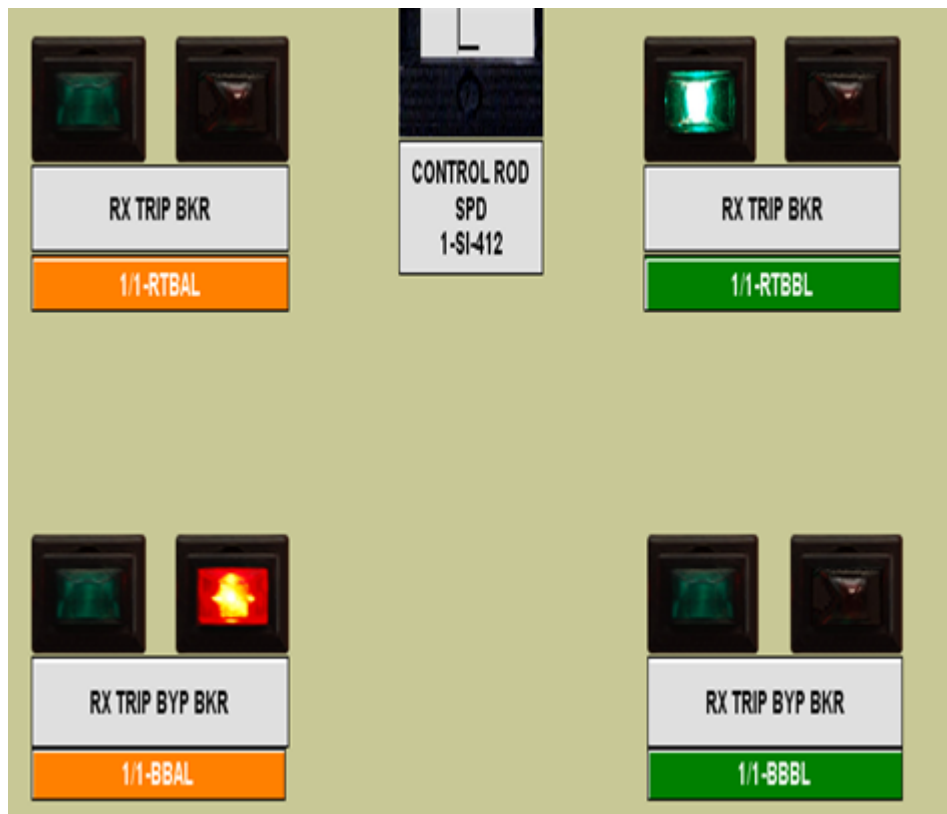 CONTROL ROD
SPD
1-SI-412
RX TRIP BKR
1/1-RTBAL
RX TRIP BKR
1/1-RTBBL
RX TRIP BYP BKR
1/1-BBAL
RX TRIP BYP BKR
1/1-BBBL